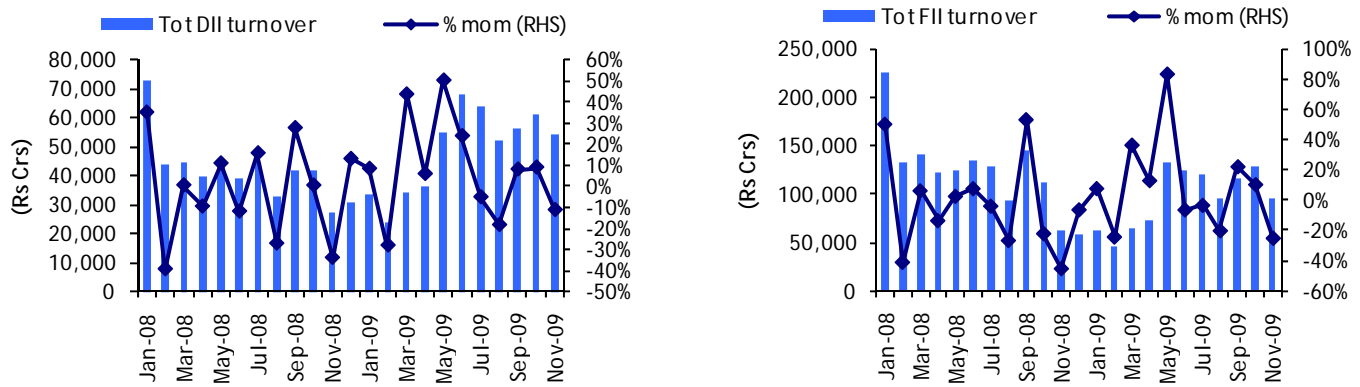 Tot DII turnover
% mom (RHS)
(Rs Crs)
80,000
70,000
60,000
50,000
40,000
30,000
20,000
10,000
0
60%
50%
40%
30%
20%
10%
0%
-10%
-20%
-30%
-40%
-50%
Jan-08
Mar-08
May-08
Jul-08
Sep-08
Nov-08
Jan-09
Mar-09
May-09
Jul-09
Sep-09
Nov-09
Tot FII turnover
% mom (RHS)
(Rs Crs)
250,000
200,000
150,000
100,000
50,000
0
100%
80%
60%
40%
20%
0%
-20%
-40%
-60%
Jan-08
Mar-08
May-08
Jul-08
Sep-08
Nov-08
Jan-09
Mar-09
May-09
Jul-09
Sep-09
Nov-09